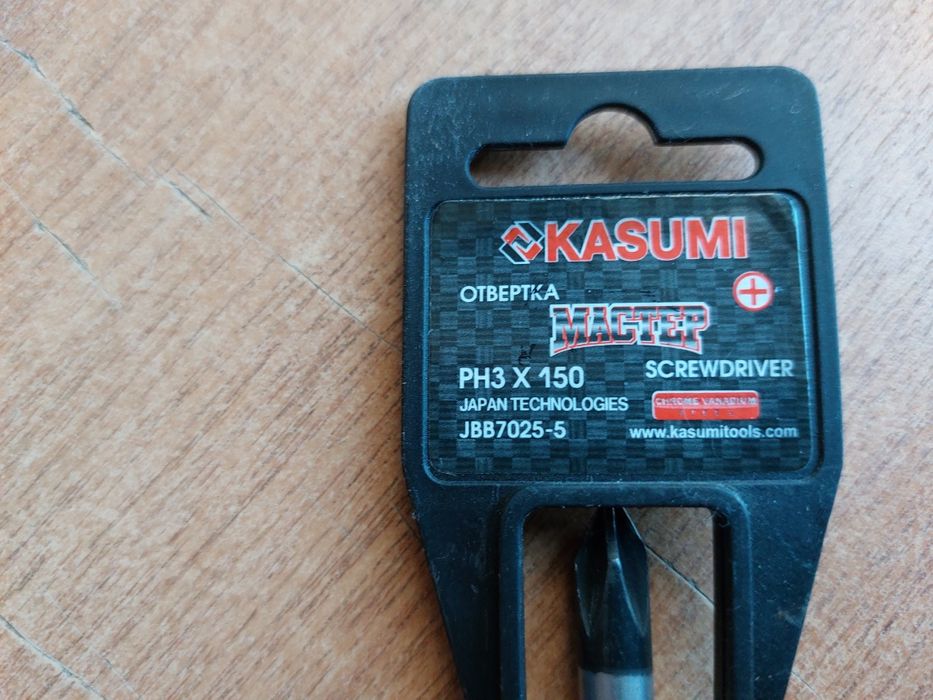 KASUMI
ОТВЕРТКА
МАСТЕР
SCREWDRIVER
PH3 X 150
JAPAN TECHNOLOGIES
CHROME VANADIUM
JBB7025-5
www.kasumitools.com